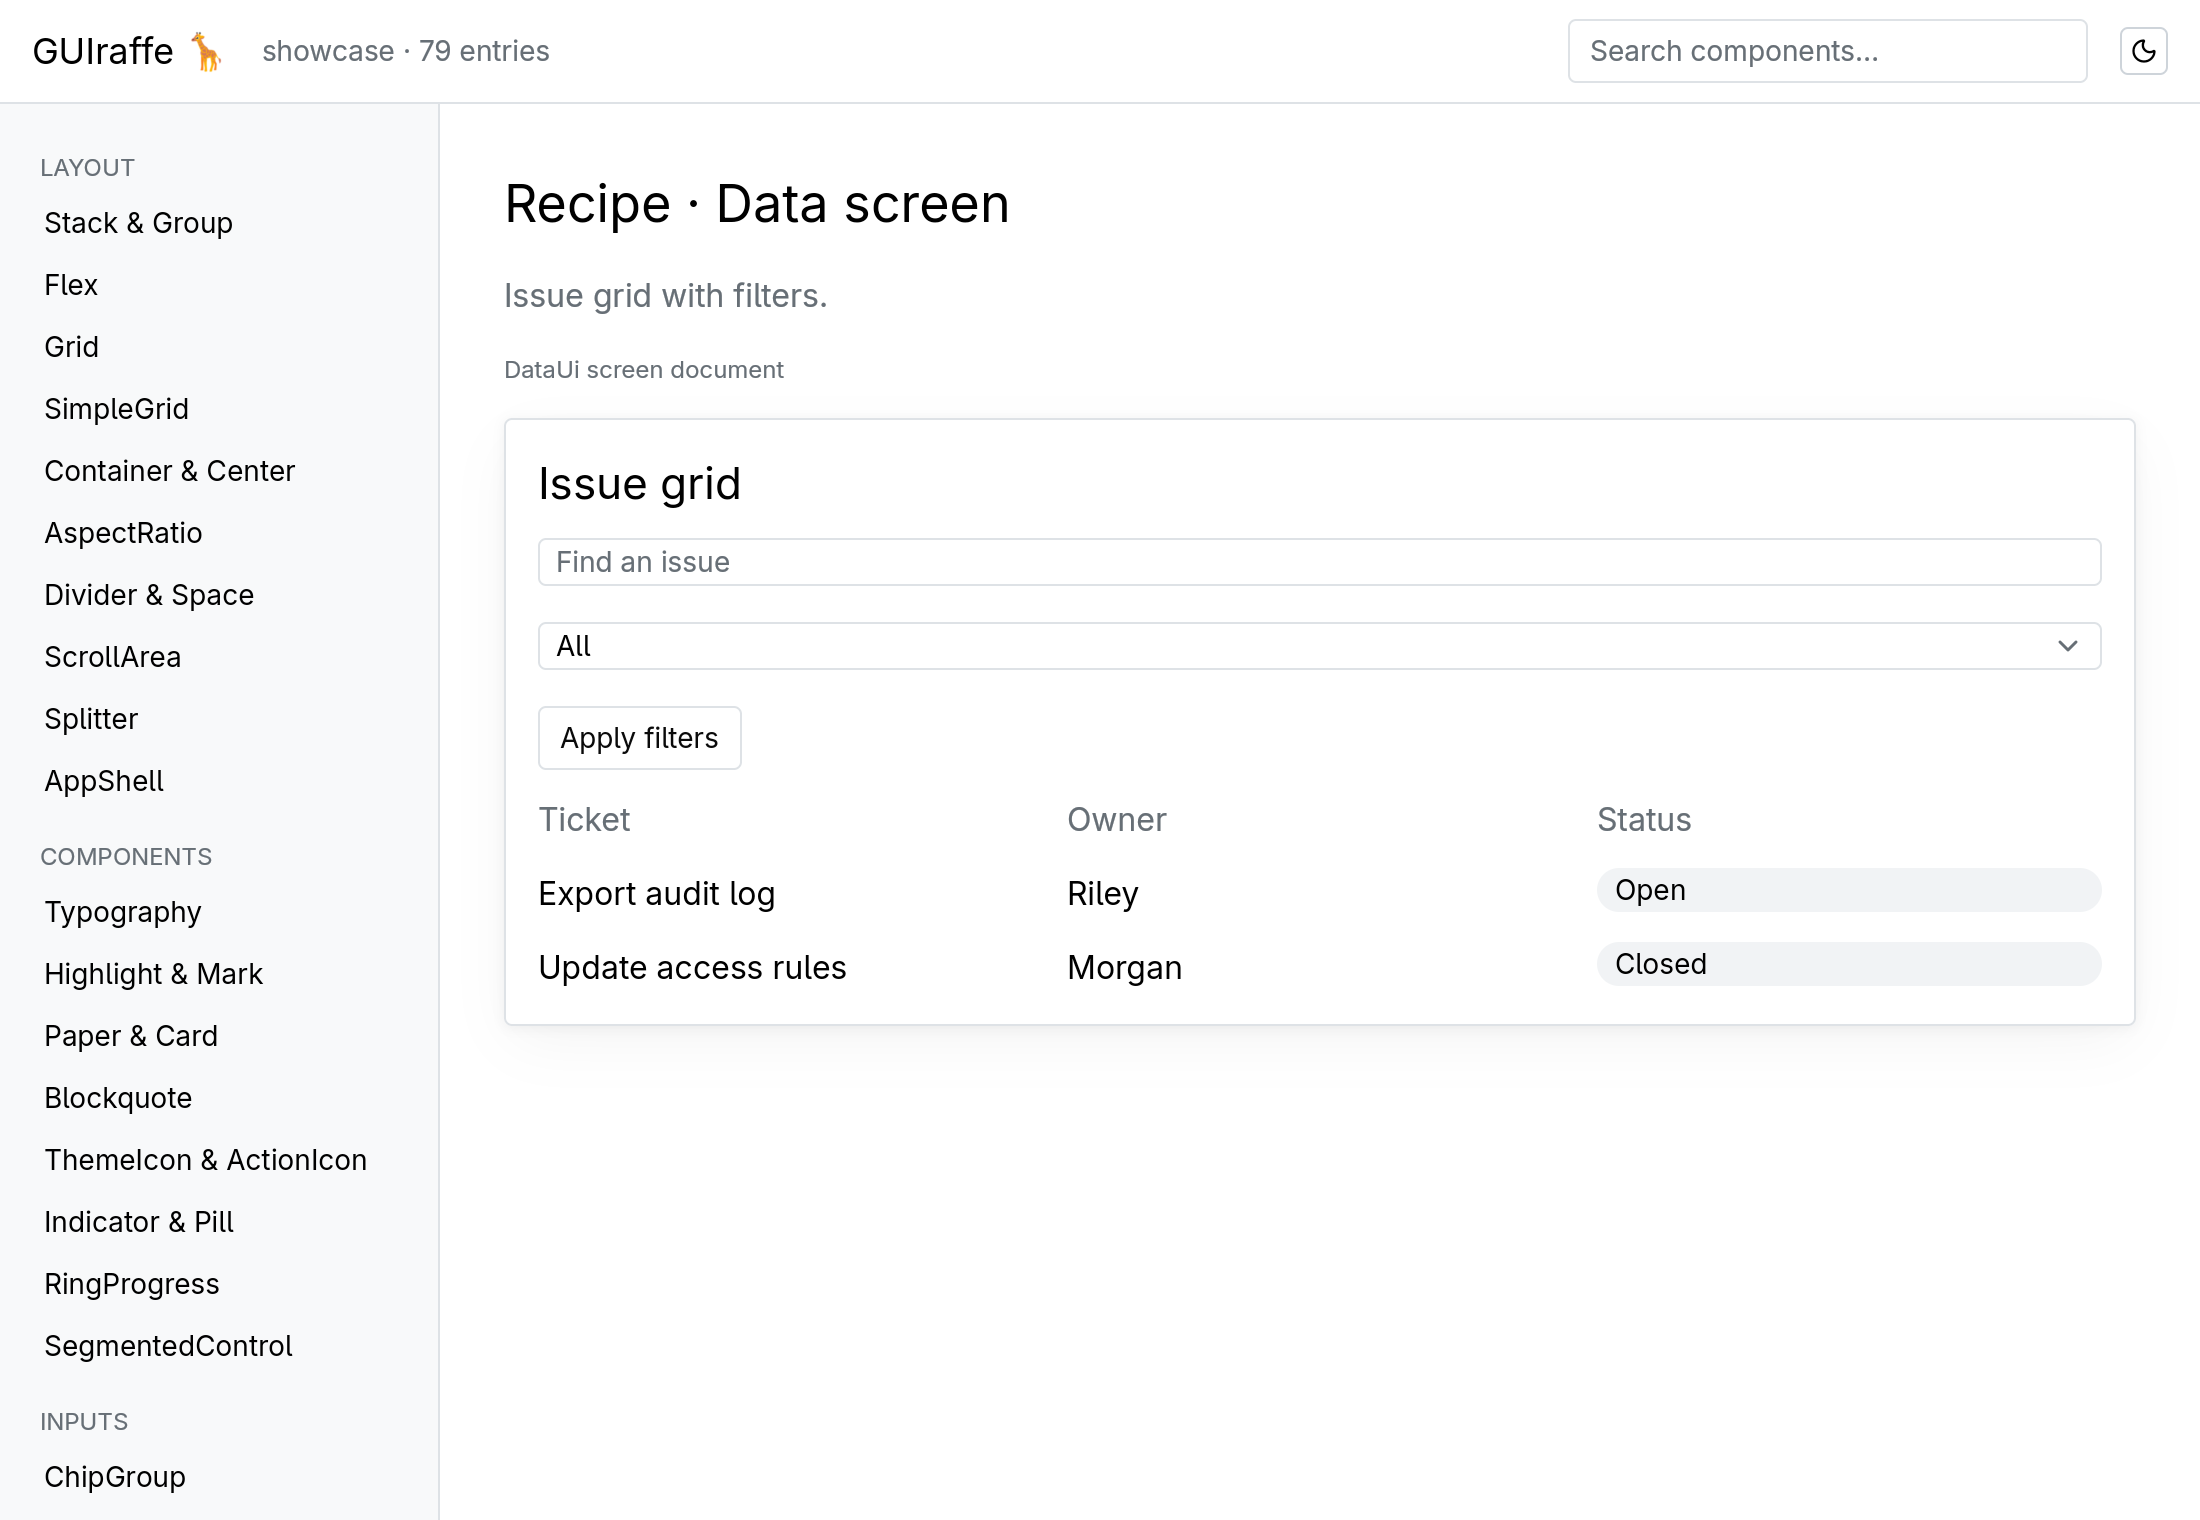 GUIraffe 🦒 showcase · 79 entries
Search components...
LAYOUT
Stack & Group
Flex
Grid
SimpleGrid
Container & Center
AspectRatio
Divider & Space
ScrollArea
Splitter
AppShell
COMPONENTS
Typography
Highlight & Mark
Paper & Card
Blockquote
ThemeIcon & ActionIcon
Indicator & Pill
RingProgress
SegmentedControl
INPUTS
ChipGroup
Recipe · Data screen
Issue grid with filters.
DataUi screen document
Issue grid
Find an issue
All
Apply filters
Ticket Owner Status
Export audit log Riley Open
Update access rules Morgan Closed